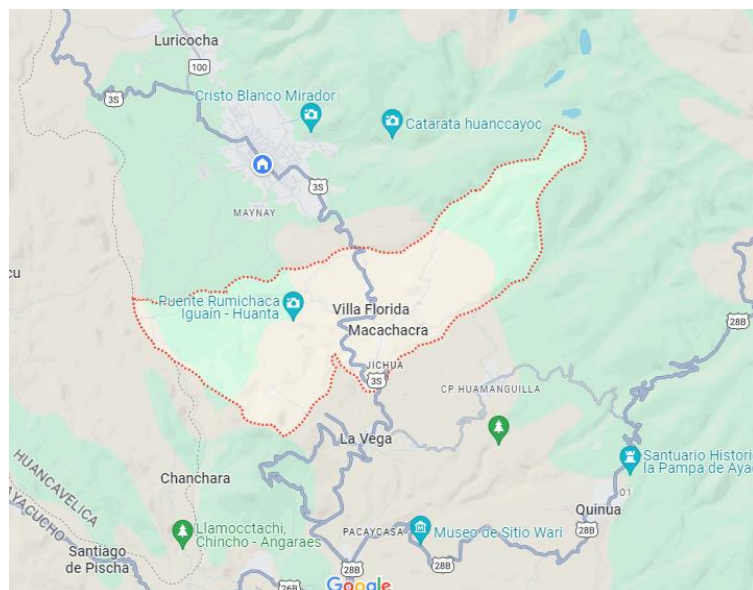 Luricocha
100
3S
Cristo Blanco Mirador
Catarata huanccayoc
3S
MAYNAY
cu
Puente Rumichaca
Iguaín - Huanta
Villa Florida
Macachacra
28B
JICHUA
3S
CP HUAMANGUILLA
La Vega
HUANCAVELICA
AYACUCHO
Chanchara
Santuario Histori
la Pampa de Aya
01
Quinua
Llamocctachi,
Chincho - Angaraes
PACAYCASA
Museo de Sitio Wari
28B
Santiago
de Pischa
28B
28B
26B
Google